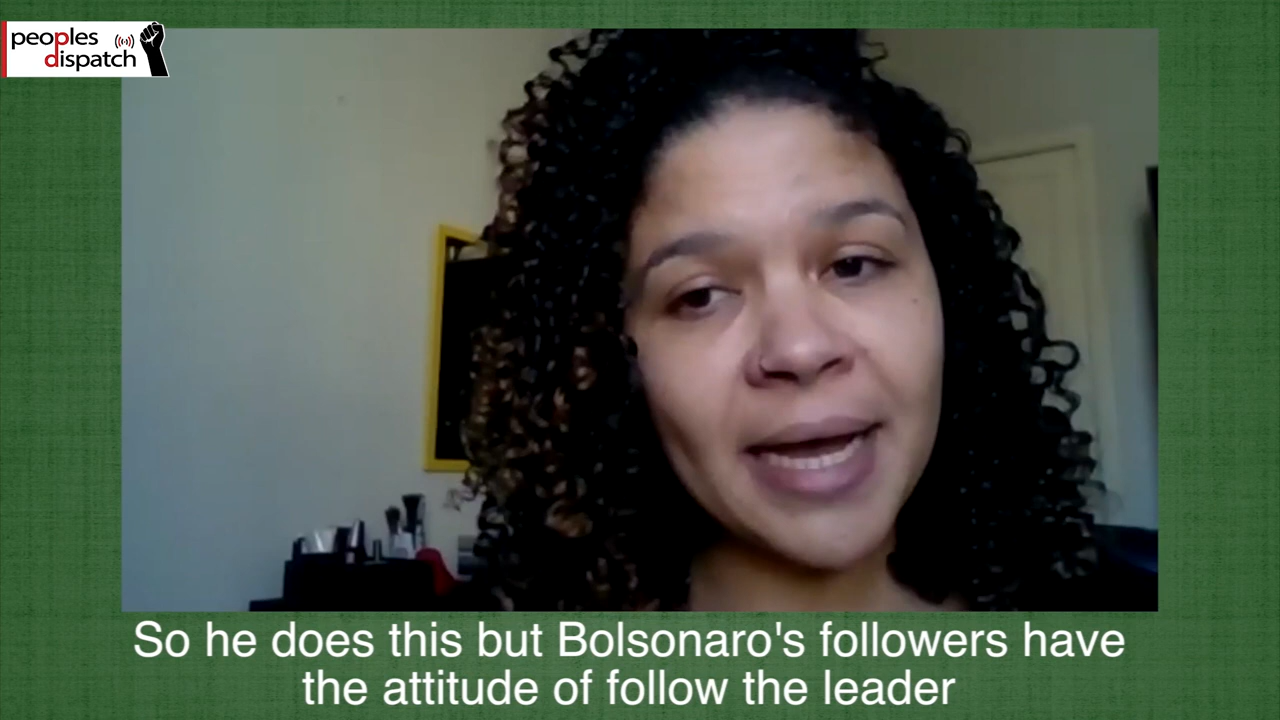 peoples
dispatch
So he does this but Bolsonaro's followers have
the attitude of follow the leader